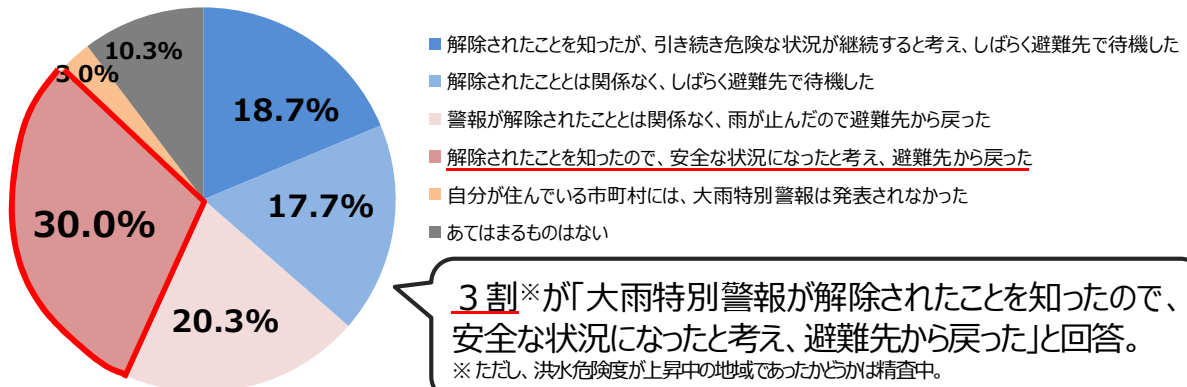 10.3%
3.0%
18.7%
17.7%
30.0%
20.3%
解除されたことを知ったが、引き続き危険な状況が継続すると考え、しばらく避難先で待機した
解除されたこととは関係なく、しばらく避難先で待機した
警報が解除されたこととは関係なく、雨が止んだので避難先から戻った
解除されたことを知ったので、安全な状況になったと考え、避難先から戻った
自分が住んでいる市町村には、大雨特別警報は発表されなかった
あてはまるものはない
３割※が「大雨特別警報が解除されたことを知ったので、
安全な状況になったと考え、避難先から戻った」と回答。
※ ただし、洪水危険度が上昇中の地域であったかどうかは精査中。